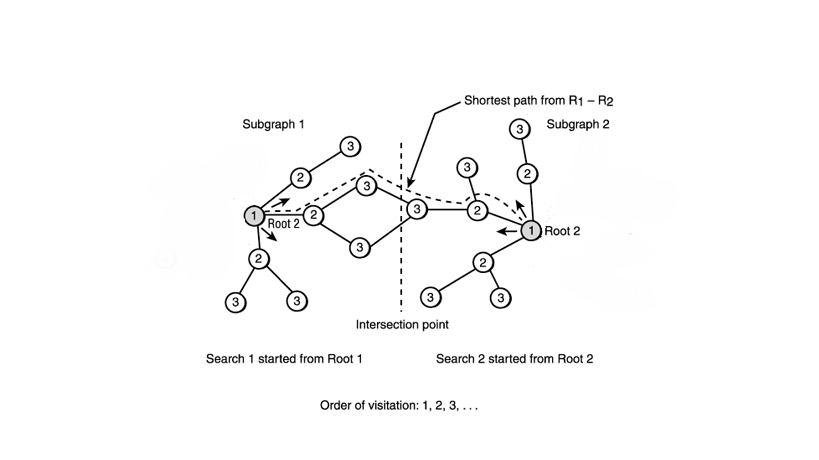 Shortest path from R1 – R2
Subgraph 1
Subgraph 2
3
3
2
3
2
3
1
Root 2
2
3
2
1
Root 2
3
2
2
3
3
3
3
Intersection point
Search 1 started from Root 1
Search 2 started from Root 2
Order of visitation: 1, 2, 3, . . .